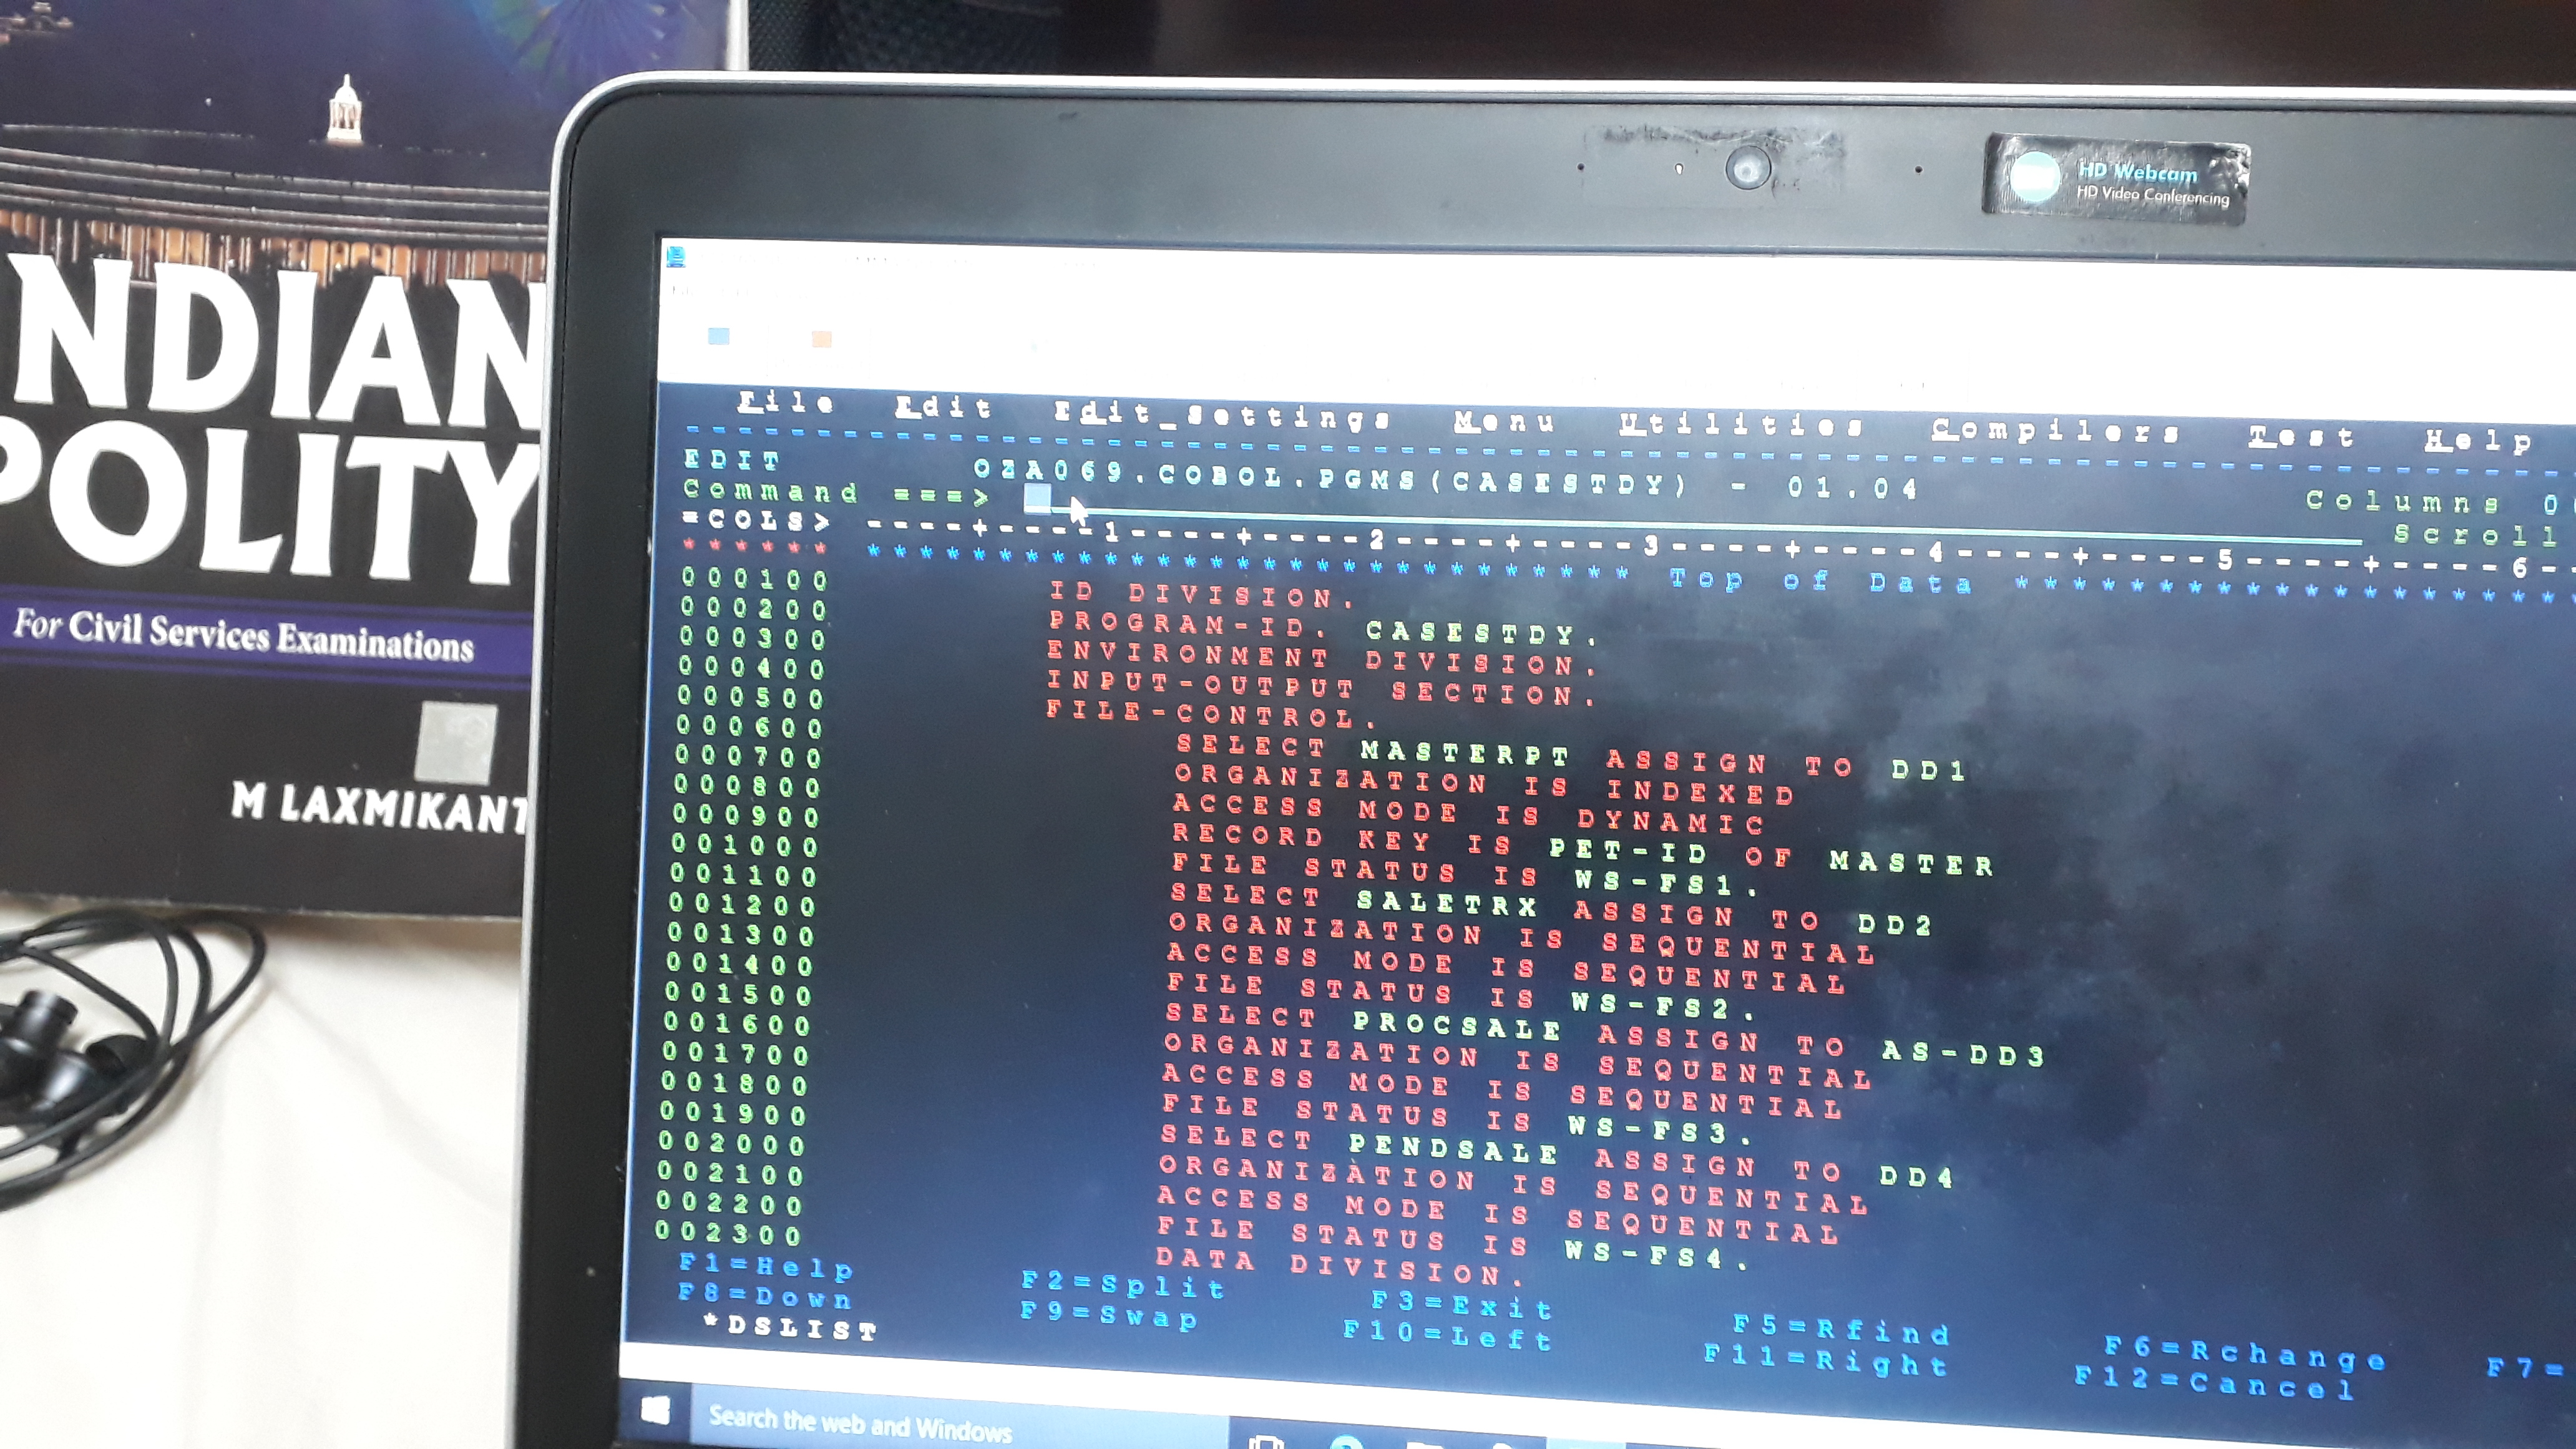 NDIAN
POLITY
For Civil Services Examinations
M LAXMIKANT
HD Webcam
HD Video Conferencing
File Edit Edit_Settings Menu Utilities Compilers Test Help
EDIT OZA069.COBOL.PGMS(CASESTDY) - 01.04 Columns 0
Command ===> Scroll
=COLS> ----+----1----+----2----+----3----+----4----+----5----+----6--
****** **************************** Top of Data *********************
000100 ID DIVISION.
000200 PROGRAM-ID. CASESTDY.
000300 ENVIRONMENT DIVISION.
000400 INPUT-OUTPUT SECTION.
000500 FILE-CONTROL.
000600 SELECT MASTERPT ASSIGN TO DD1
000700 ORGANIZATION IS INDEXED
000800 ACCESS MODE IS DYNAMIC
000900 RECORD KEY IS PET-ID OF MASTER
001000 FILE STATUS IS WS-FS1.
001100 SELECT SALETRX ASSIGN TO DD2
001200 ORGANIZATION IS SEQUENTIAL
001300 ACCESS MODE IS SEQUENTIAL
001400 FILE STATUS IS WS-FS2.
001500 SELECT PROCSALE ASSIGN TO AS-DD3
001600 ORGANIZATION IS SEQUENTIAL
001700 ACCESS MODE IS SEQUENTIAL
001800 FILE STATUS IS WS-FS3.
001900 SELECT PENDSALE ASSIGN TO DD4
002000 ORGANIZATION IS SEQUENTIAL
002100 ACCESS MODE IS SEQUENTIAL
002200 FILE STATUS IS WS-FS4.
002300 DATA DIVISION.
F1=Help F2=Split F3=Exit F5=Rfind F6=Rchange F7=
F8=Down F9=Swap F10=Left F11=Right F12=Cancel
*DSLIST
Search the web and Windows